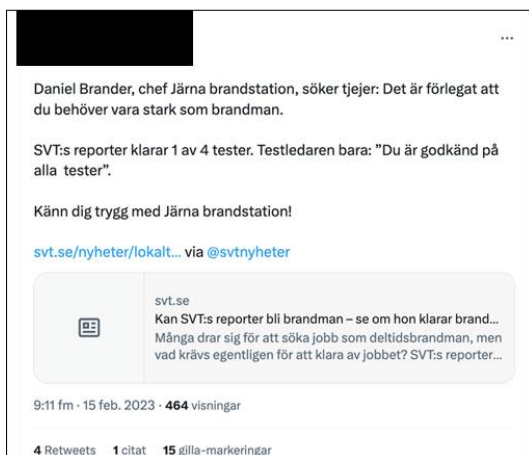 Daniel Brander, chef Järna brandstation, söker tjejer: Det är förlegat att
du behöver vara stark som brandman.
SVT:s reporter klarar 1 av 4 tester. Testledaren bara: ”Du är godkänd på
alla  tester”.
Känn dig trygg med Järna brandstation!
svt.se/nyheter/lokalt... via @svtnyheter
svt.se
Kan SVT:s reporter bli brandman – se om hon klarar brand...
Många drar sig för att söka jobb som deltidsbrandman, men
vad krävs egentligen för att klara av jobbet? SVT:s reporter...
9:11 fm · 15 feb. 2023 · 464 visningar
4 Retweets 1 citat 15 gilla-markeringar